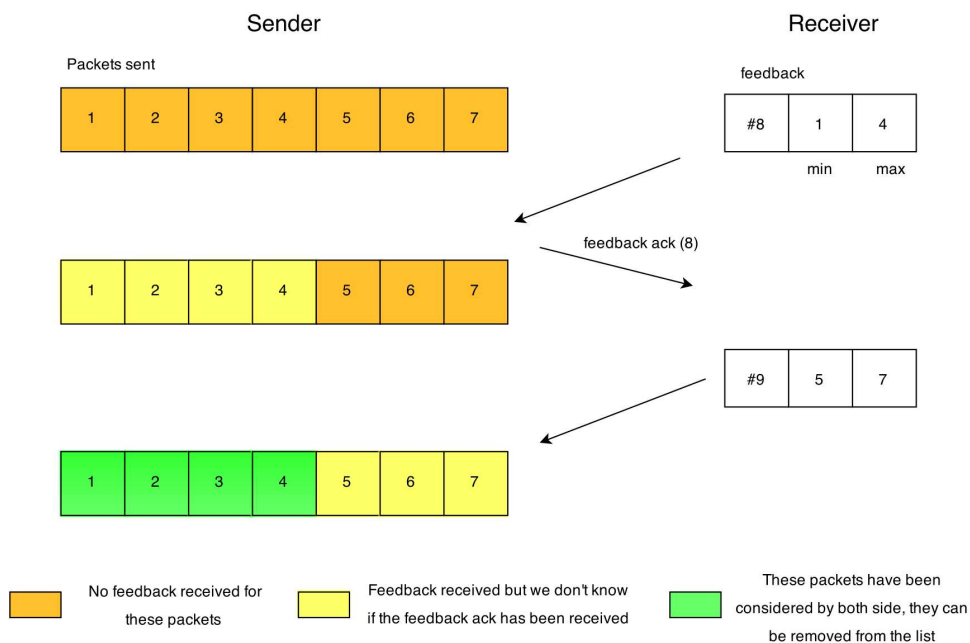 Sender
Receiver
Packets sent
feedback
1 2 3 4 5 6 7
#8 1 4
min max
feedback ack (8)
1 2 3 4 5 6 7
#9 5 7
1 2 3 4 5 6 7
No feedback received for
these packets
Feedback received but we don't know
if the feedback ack has been received
These packets have been
considered by both side, they can
be removed from the list